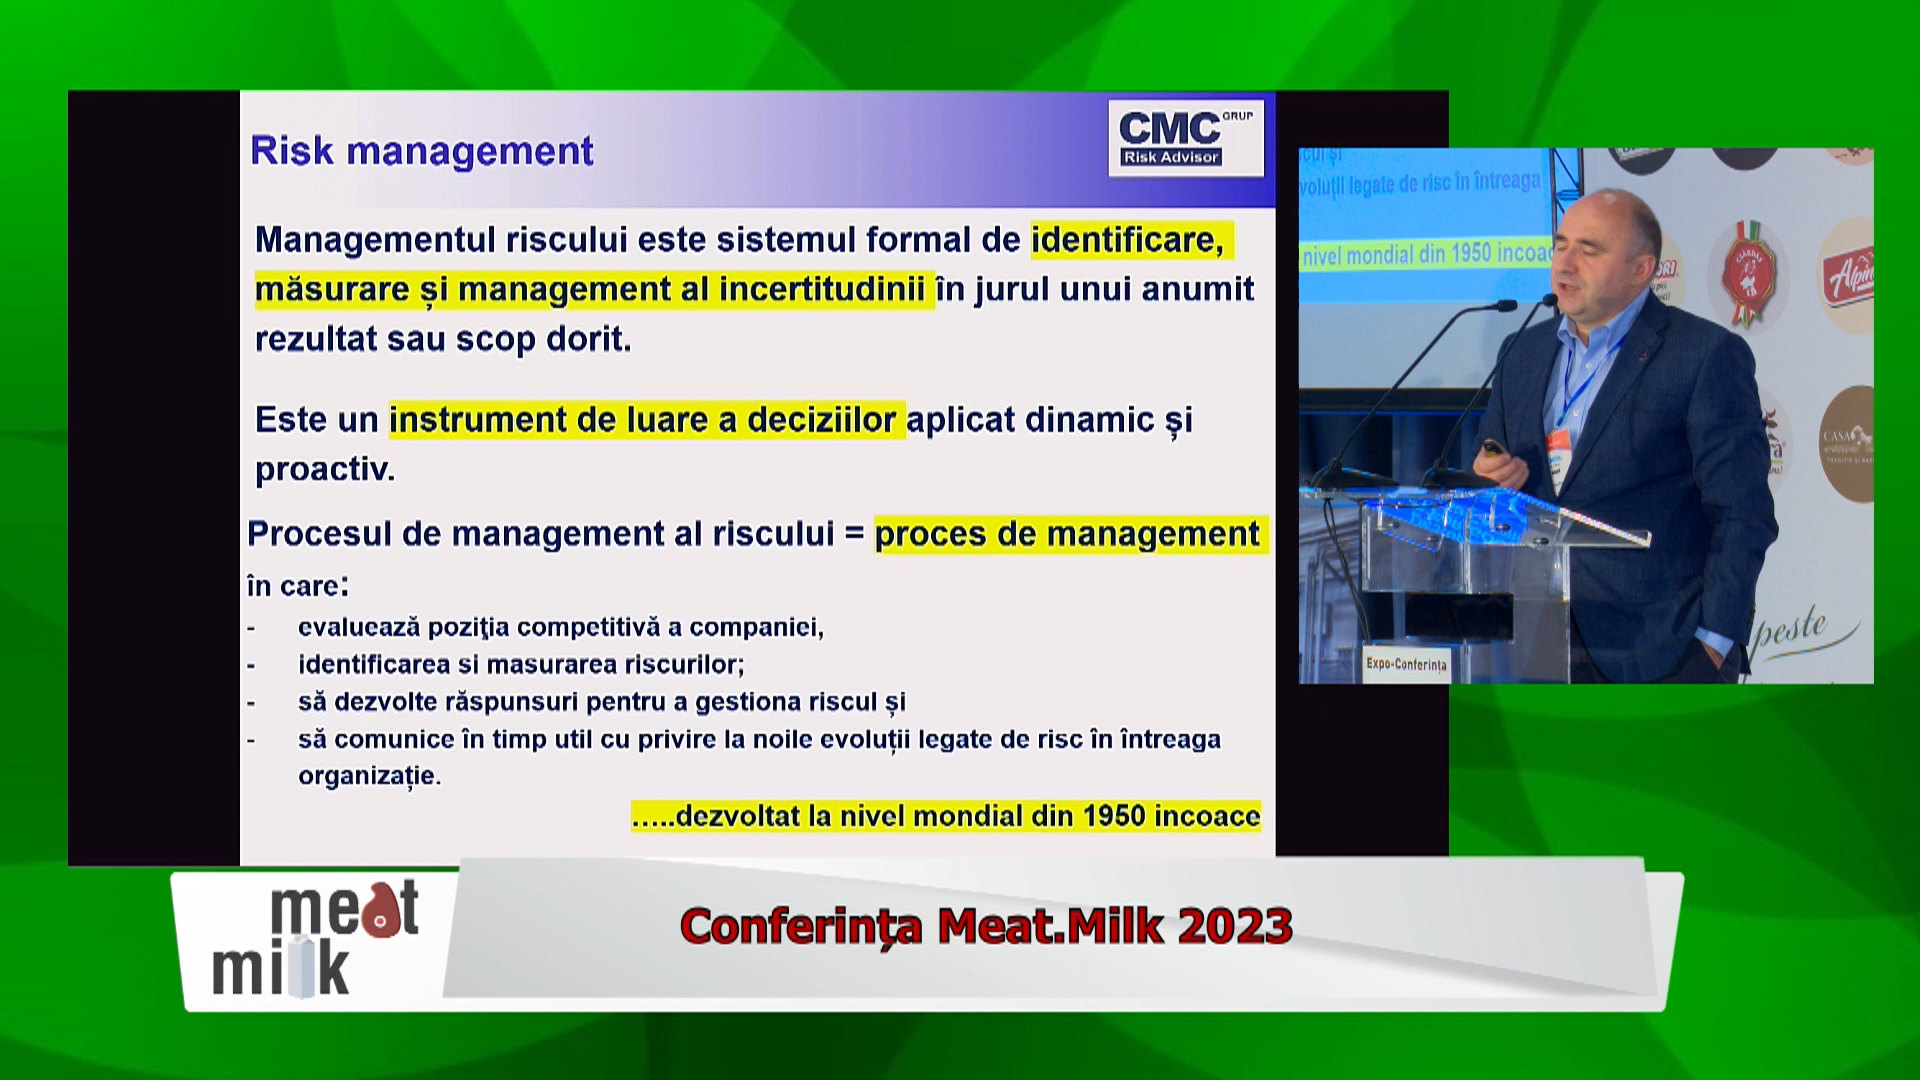 Risk management
CMC GRUP
Risk Advisor
Managementul riscului este sistemul formal de identificare,
măsurare și management al incertitudinii în jurul unui anumit
rezultat sau scop dorit.
Este un instrument de luare a deciziilor aplicat dinamic și
proactiv.
Procesul de management al riscului = proces de management
în care:
- evaluează poziţia competitivă a companiei,
- identificarea si masurarea riscurilor;
- să dezvolte răspunsuri pentru a gestiona riscul și
- să comunice în timp util cu privire la noile evoluții legate de risc în întreaga
organizație.
.....dezvoltat la nivel mondial din 1950 incoace
legate de risc în întreaga
nivel mondial din 1950
CASA
peste
Expo-Conferința
meat
milk
Conferința Meat.Milk 2023